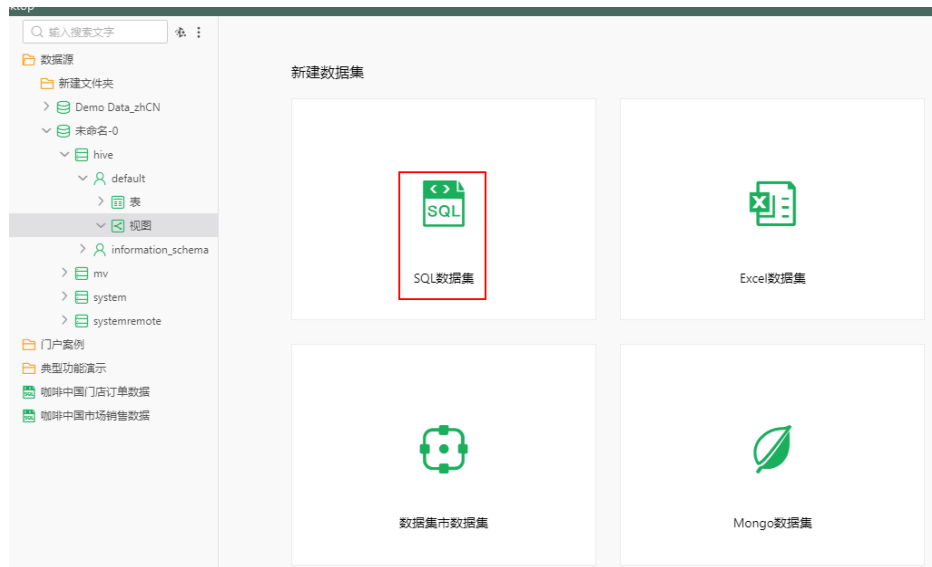 ktop
输入搜索文字
数据源
新建文件夹
Demo Data_zhCN
未命名-0
hive
default
表
视图
information_schema
mv
system
systemremote
门户案例
典型功能演示
咖啡中国门店订单数据
咖啡中国市场销售数据
新建数据集
SQL
SQL数据集
Excel数据集
数据集市数据集
Mongo数据集